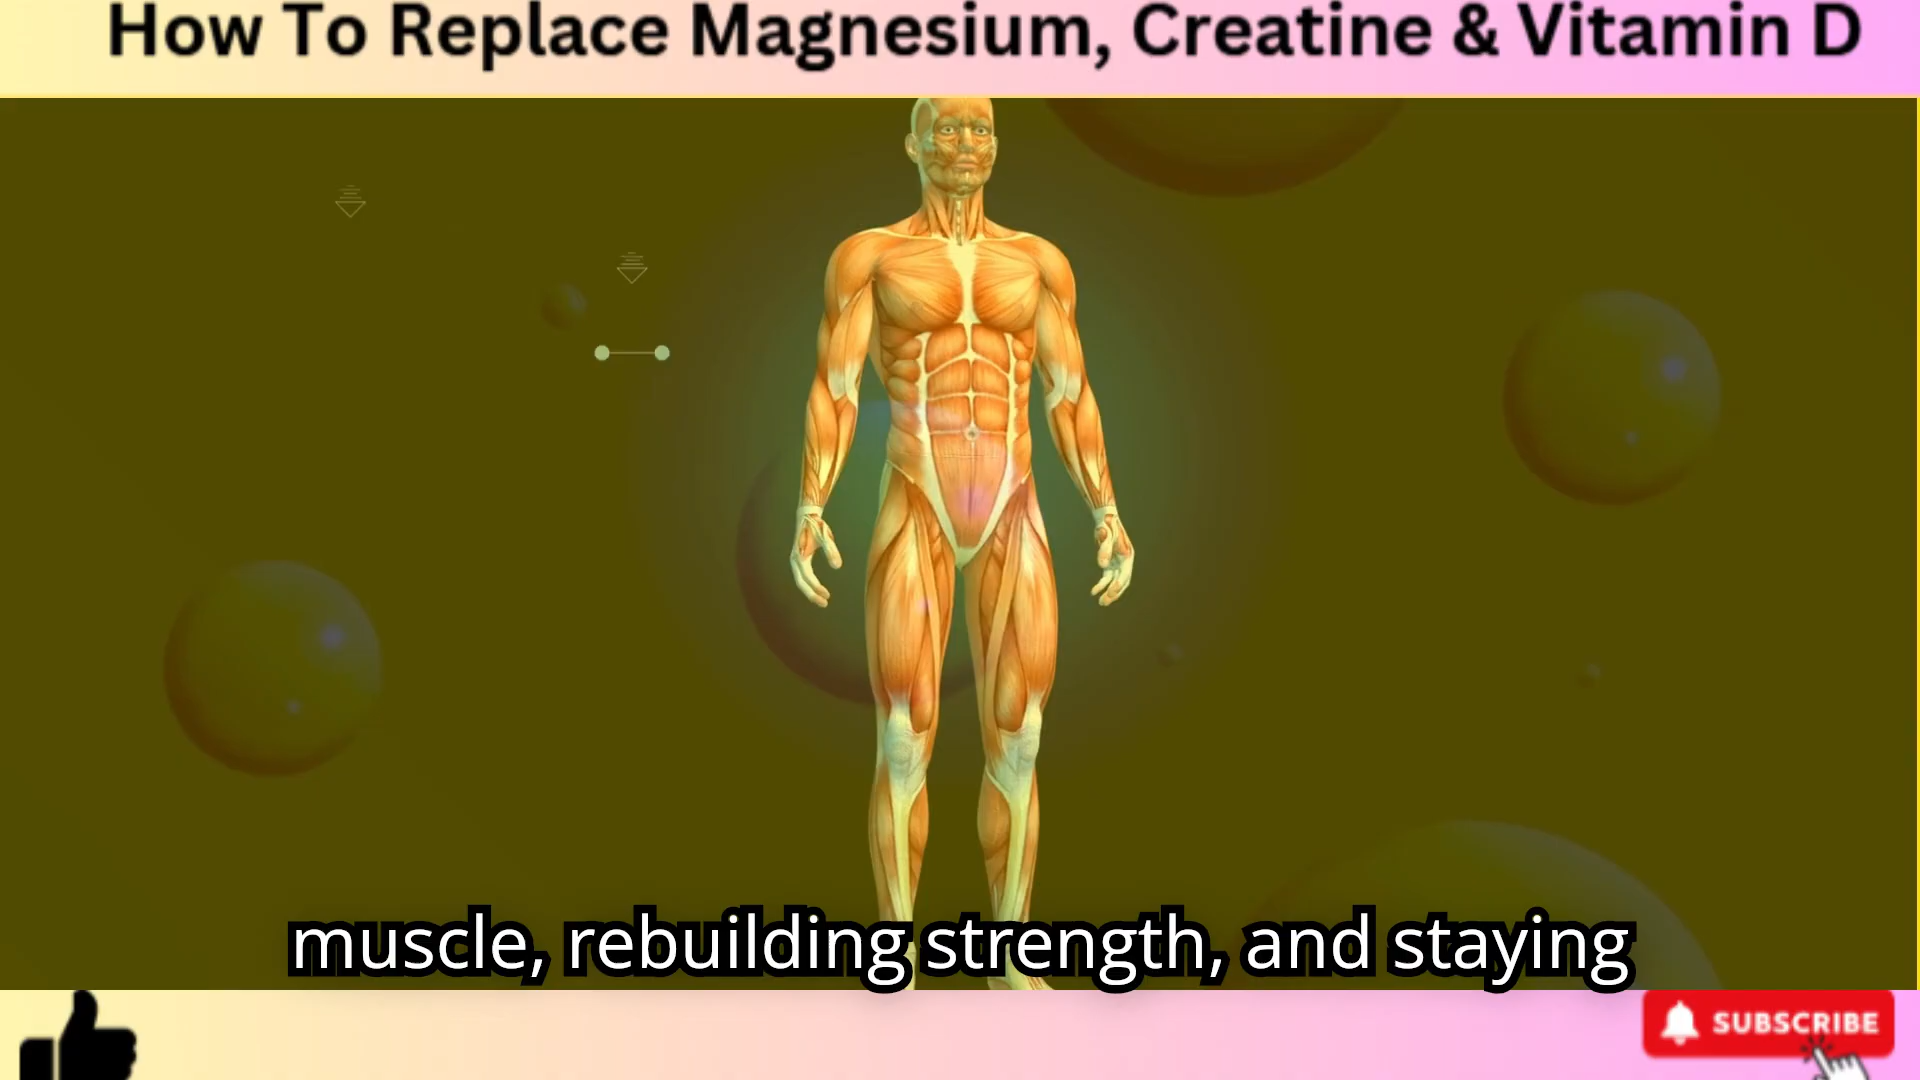 How To Replace Magnesium, Creatine & Vitamin D
muscle, rebuilding strength, and staying
SUBSCRIBE